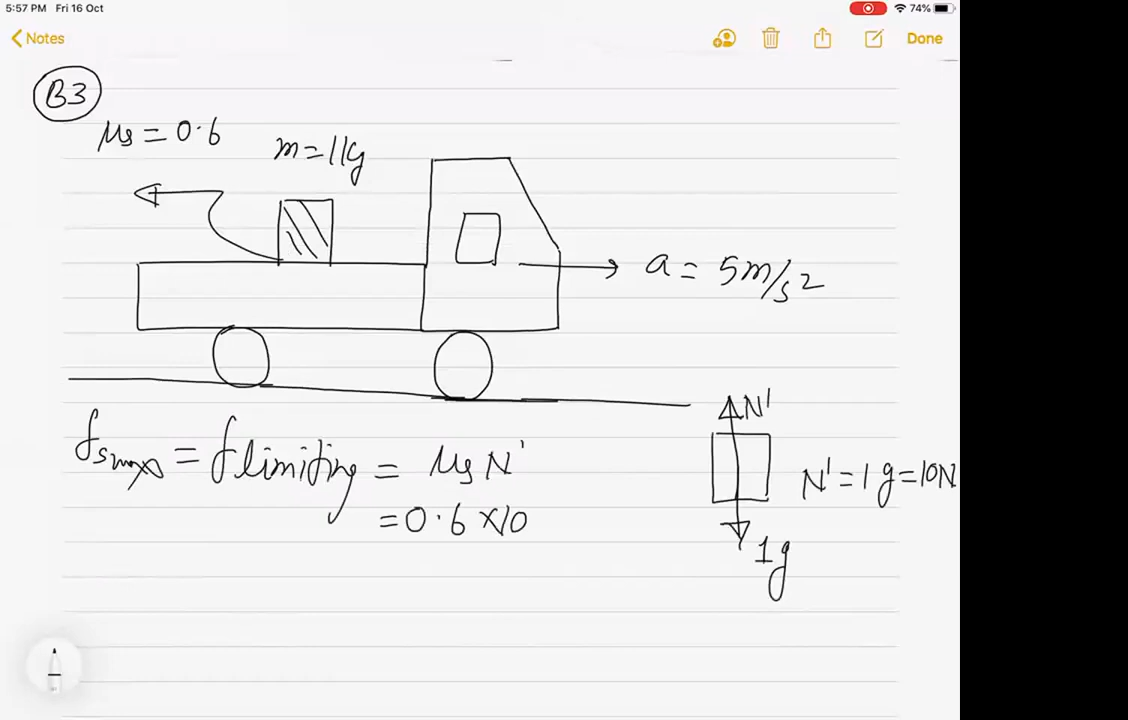 5:57 PM Fri 16 Oct 74%
Notes Done
B3
μs = 0.6
m = 1kg
a = 5m/s2
fsmax = flimiting = μsN'
= 0.6 × 10
N'
N' = 1g = 10N
1g